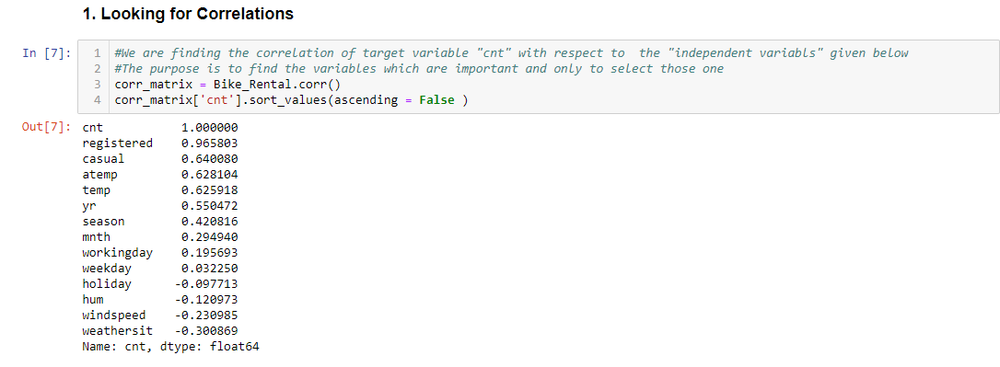 1. Looking for Correlations
In [7]:
1 #We are finding the correlation of target variable "cnt" with respect to  the "independent variabls" given below
2 #The purpose is to find the variables which are important and only to select those one
3 corr_matrix = Bike_Rental.corr()
4 corr_matrix['cnt'].sort_values(ascending = False )
Out[7]:
cnt           1.000000
registered    0.965803
casual        0.640080
atemp         0.628104
temp          0.625918
yr            0.550472
season        0.420816
mnth          0.294940
workingday    0.195693
weekday       0.032250
holiday      -0.097713
hum          -0.120973
windspeed    -0.230985
weathersit   -0.300869
Name: cnt, dtype: float64